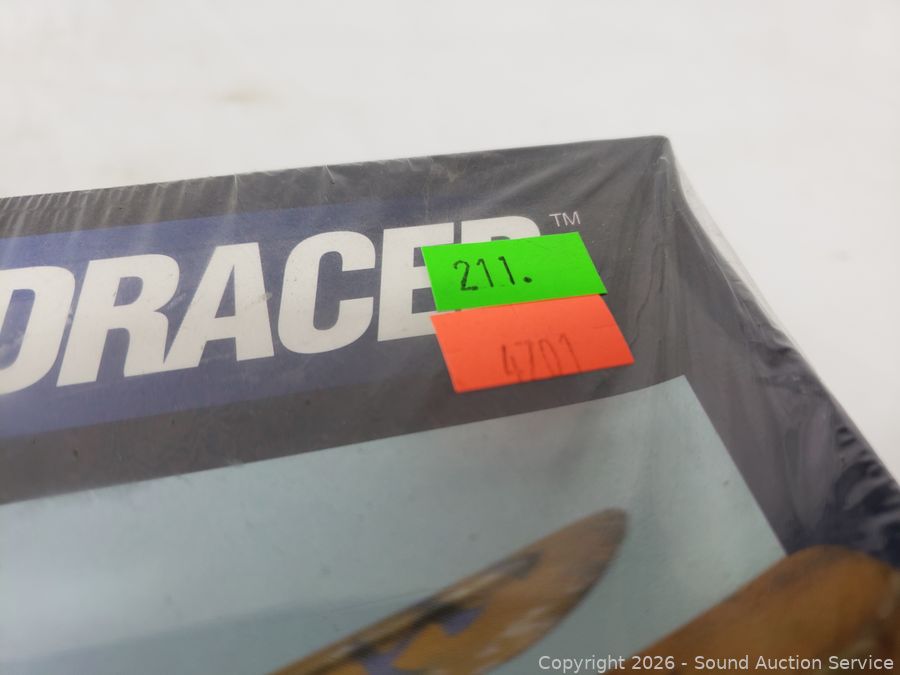 DRACER™
211.
4701
Copyright © 2026 - Sound Auction Service